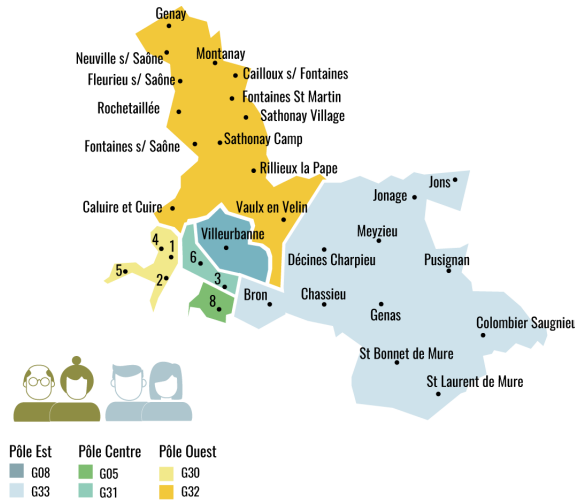 Genay
Neuville s/ Saône
Montanay
Fleurieu s/ Saône
Cailloux s/ Fontaines
Rochetaillée
Fontaines St Martin
Sathonay Village
Fontaines s/ Saône
Sathonay Camp
Rillieux la Pape
Caluire et Cuire
Vaulx en Velin
Jons
Jonage
Villeurbanne
Meyzieu
4
1
6
Décines Charpieu
Pusignan
5
2
3
8
Bron
Chassieu
Genas
Colombier Saugnieu
St Bonnet de Mure
St Laurent de Mure
Pôle Est
G08
G33
Pôle Centre
G05
G31
Pôle Ouest
G30
G32